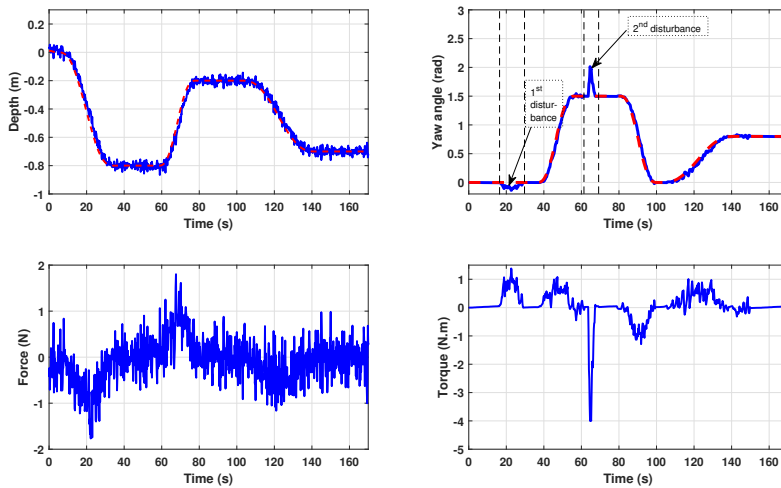 0.2
0
-0.2
-0.4
-0.6
-0.8
-1
Depth (m)
0 20 40 60 80 100 120 140 160
Time (s)
3
2.5
2
1.5
1
0.5
0
Yaw angle (rad)
2nd disturbance
1st
distur-
bance
0 20 40 60 80 100 120 140 160
Time (s)
2
1
0
-1
-2
Force (N)
0 20 40 60 80 100 120 140 160
Time (s)
1
0
-1
-2
-3
-4
-5
Torque (N.m)
0 20 40 60 80 100 120 140 160
Time (s)